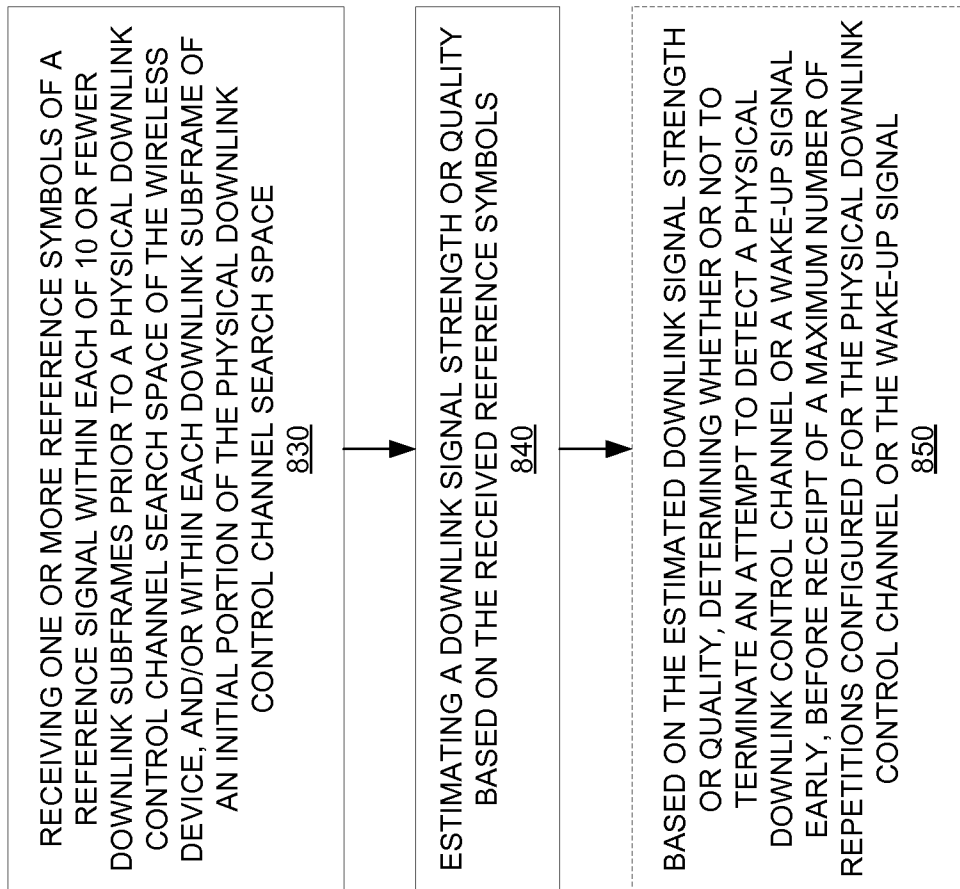 RECEIVING ONE OR MORE REFERENCE SYMBOLS OF A
REFERENCE SIGNAL WITHIN EACH OF 10 OR FEWER
DOWNLINK SUBFRAMES PRIOR TO A PHYSICAL DOWNLINK
CONTROL CHANNEL SEARCH SPACE OF THE WIRELESS
DEVICE, AND/OR WITHIN EACH DOWNLINK SUBFRAME OF
AN INITIAL PORTION OF THE PHYSICAL DOWNLINK
CONTROL CHANNEL SEARCH SPACE
830
ESTIMATING A DOWNLINK SIGNAL STRENGTH OR QUALITY
BASED ON THE RECEIVED REFERENCE SYMBOLS
840
BASED ON THE ESTIMATED DOWNLINK SIGNAL STRENGTH
OR QUALITY, DETERMINING WHETHER OR NOT TO
TERMINATE AN ATTEMPT TO DETECT A PHYSICAL
DOWNLINK CONTROL CHANNEL OR A WAKE-UP SIGNAL
EARLY, BEFORE RECEIPT OF A MAXIMUM NUMBER OF
REPETITIONS CONFIGURED FOR THE PHYSICAL DOWNLINK
CONTROL CHANNEL OR THE WAKE-UP SIGNAL
850